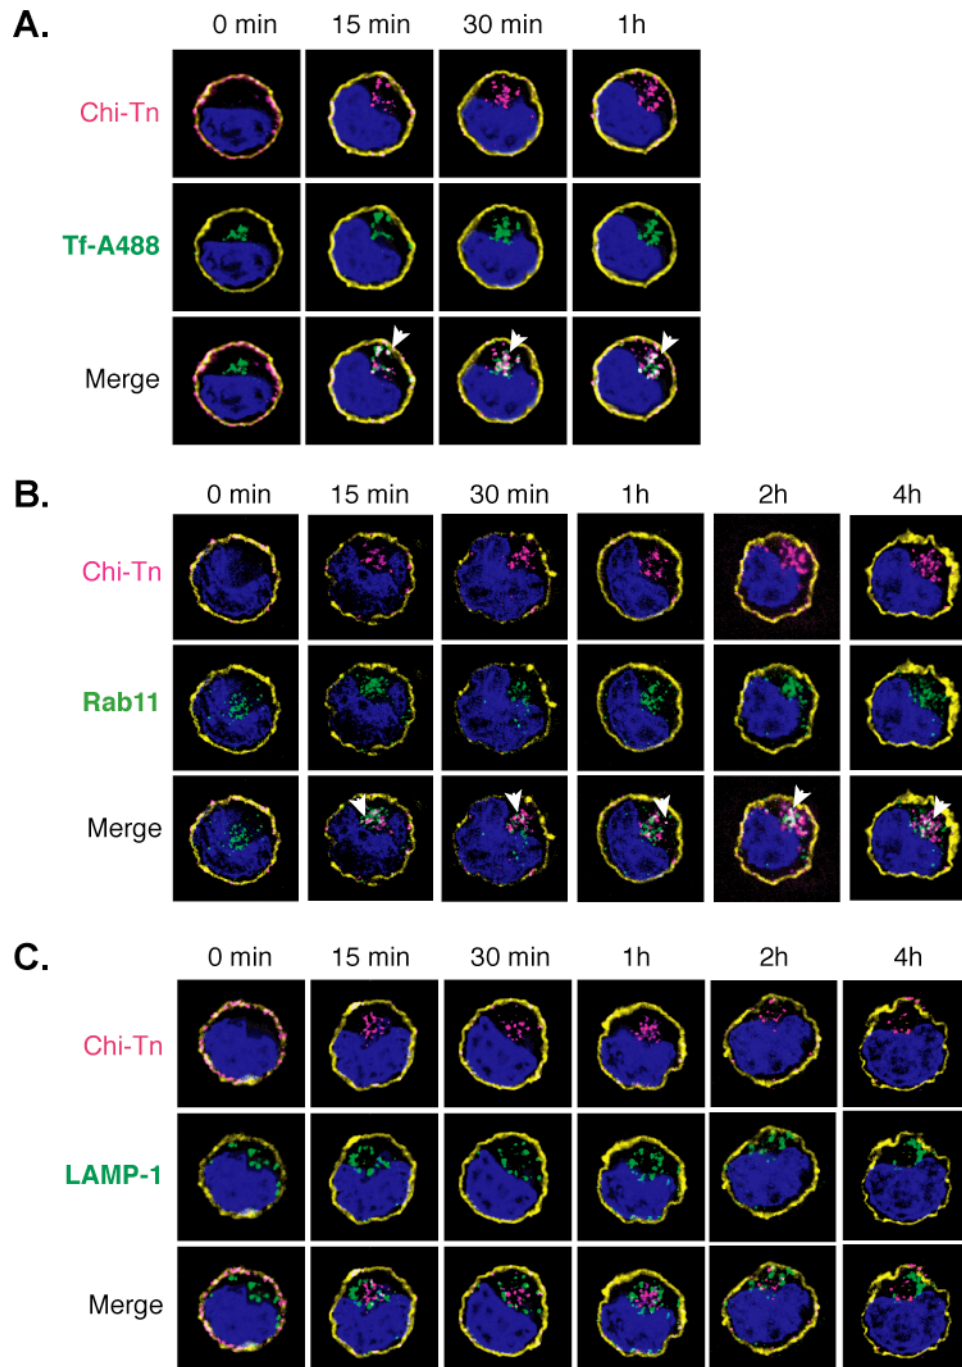 A.
0 min 15 min 30 min 1h
Chi-Tn
Tf-A488
Merge
B.
0 min 15 min 30 min 1h 2h 4h
Chi-Tn
Rab11
Merge
C.
0 min 15 min 30 min 1h 2h 4h
Chi-Tn
LAMP-1
Merge